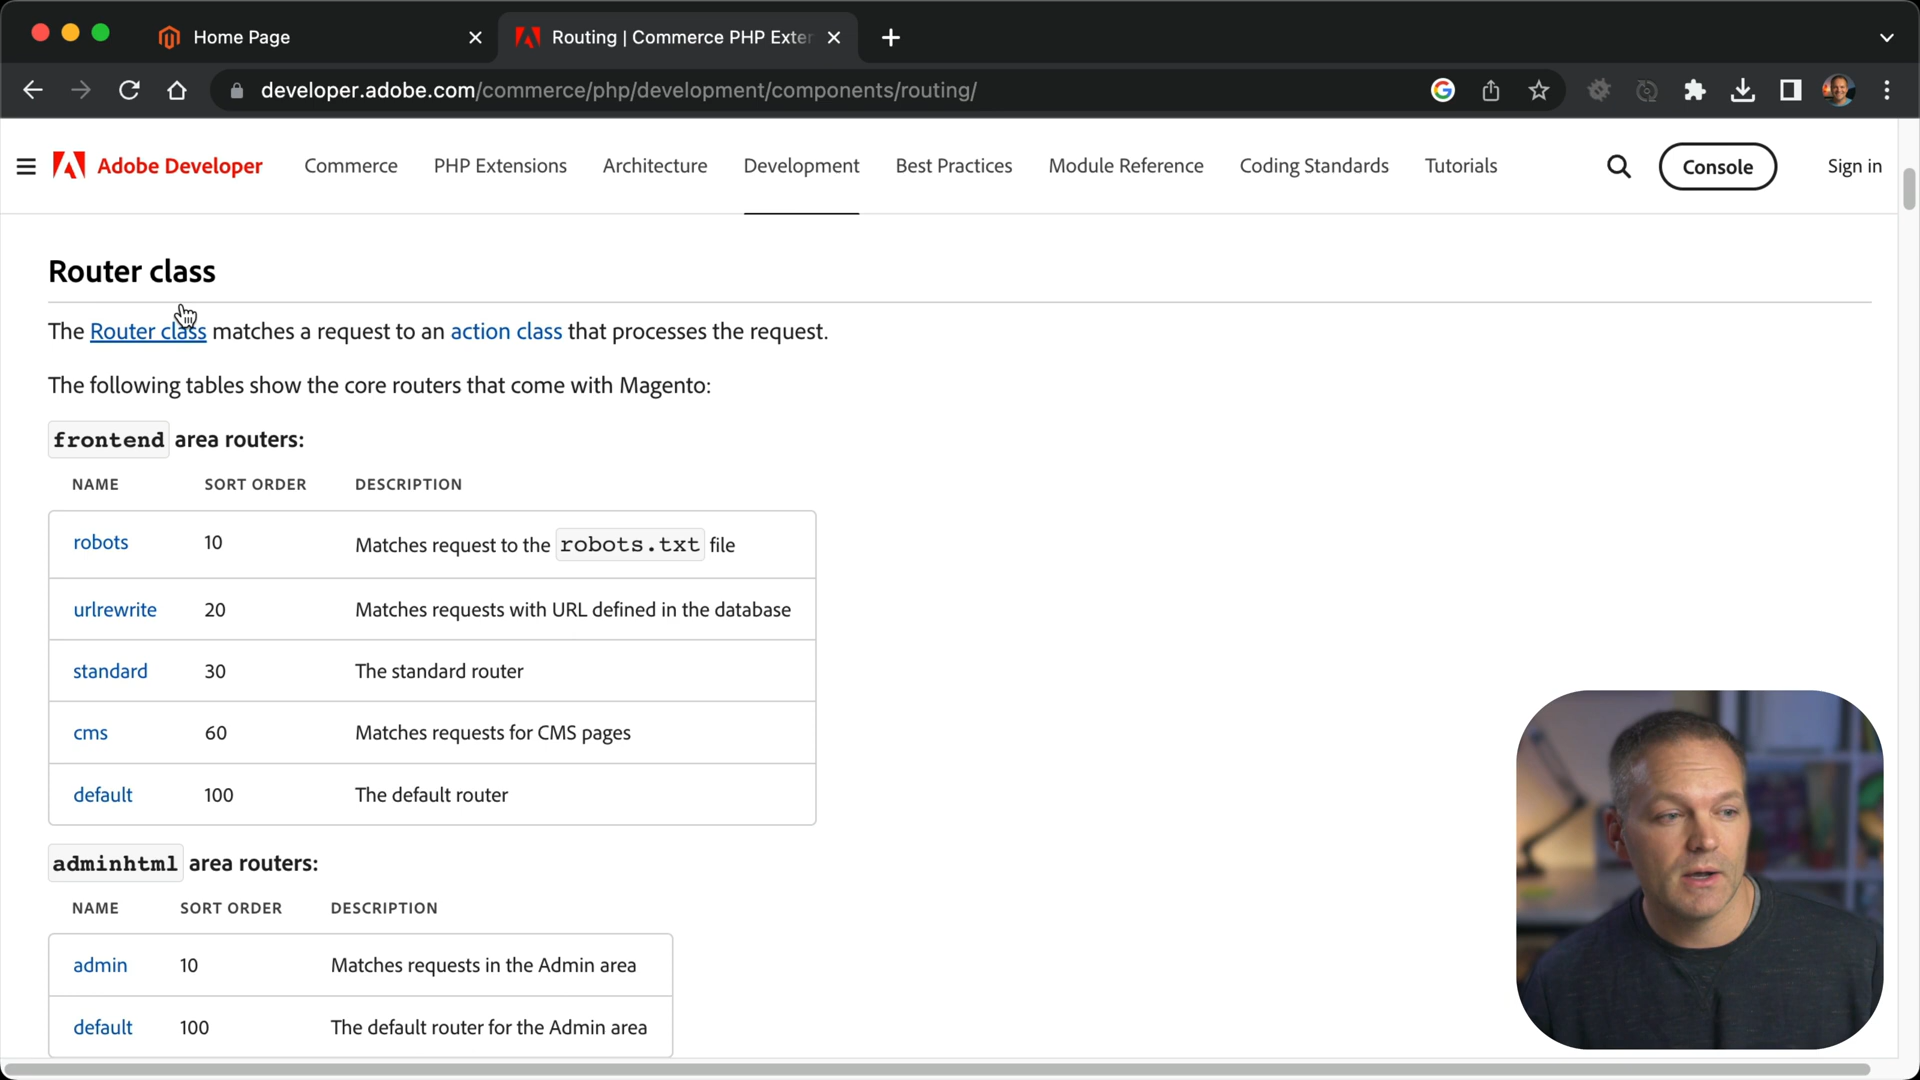 Home Page
Routing | Commerce PHP Exter
developer.adobe.com/commerce/php/development/components/routing/
Adobe Developer Commerce PHP Extensions Architecture Development Best Practices Module Reference Coding Standards Tutorials Console Sign in
Router class
The Router class matches a request to an action class that processes the request.
The following tables show the core routers that come with Magento:
frontend area routers:
NAME SORT ORDER DESCRIPTION
robots 10 Matches request to the robots.txt file
urlrewrite 20 Matches requests with URL defined in the database
standard 30 The standard router
cms 60 Matches requests for CMS pages
default 100 The default router
adminhtml area routers:
NAME SORT ORDER DESCRIPTION
admin 10 Matches requests in the Admin area
default 100 The default router for the Admin area